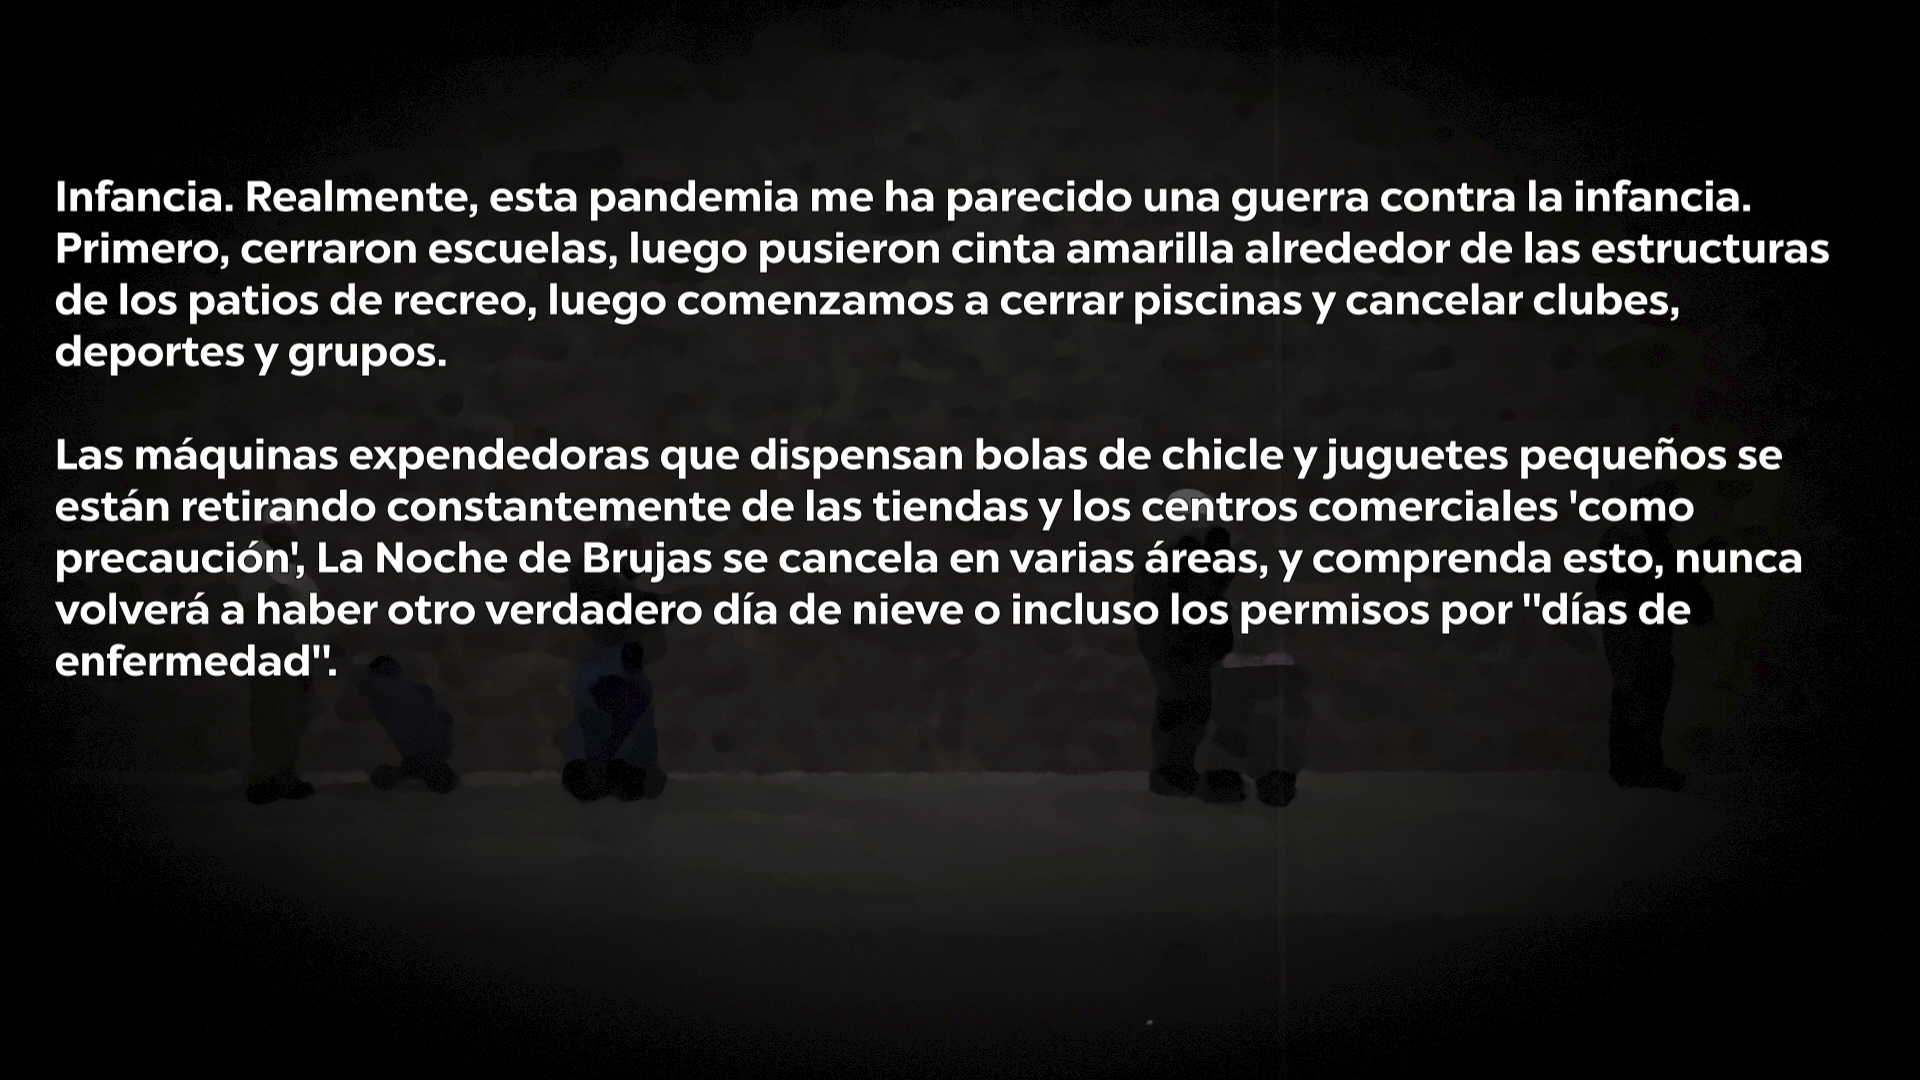 Infancia. Realmente, esta pandemia me ha parecido una guerra contra la infancia.
Primero, cerraron escuelas, luego pusieron cinta amarilla alrededor de las estructuras
de los patios de recreo, luego comenzamos a cerrar piscinas y cancelar clubes,
deportes y grupos.
Las máquinas expendedoras que dispensan bolas de chicle y juguetes pequeños se
están retirando constantemente de las tiendas y los centros comerciales 'como
precaución', La Noche de Brujas se cancela en varias áreas, y comprenda esto, nunca
volverá a haber otro verdadero día de nieve o incluso los permisos por "días de
enfermedad".